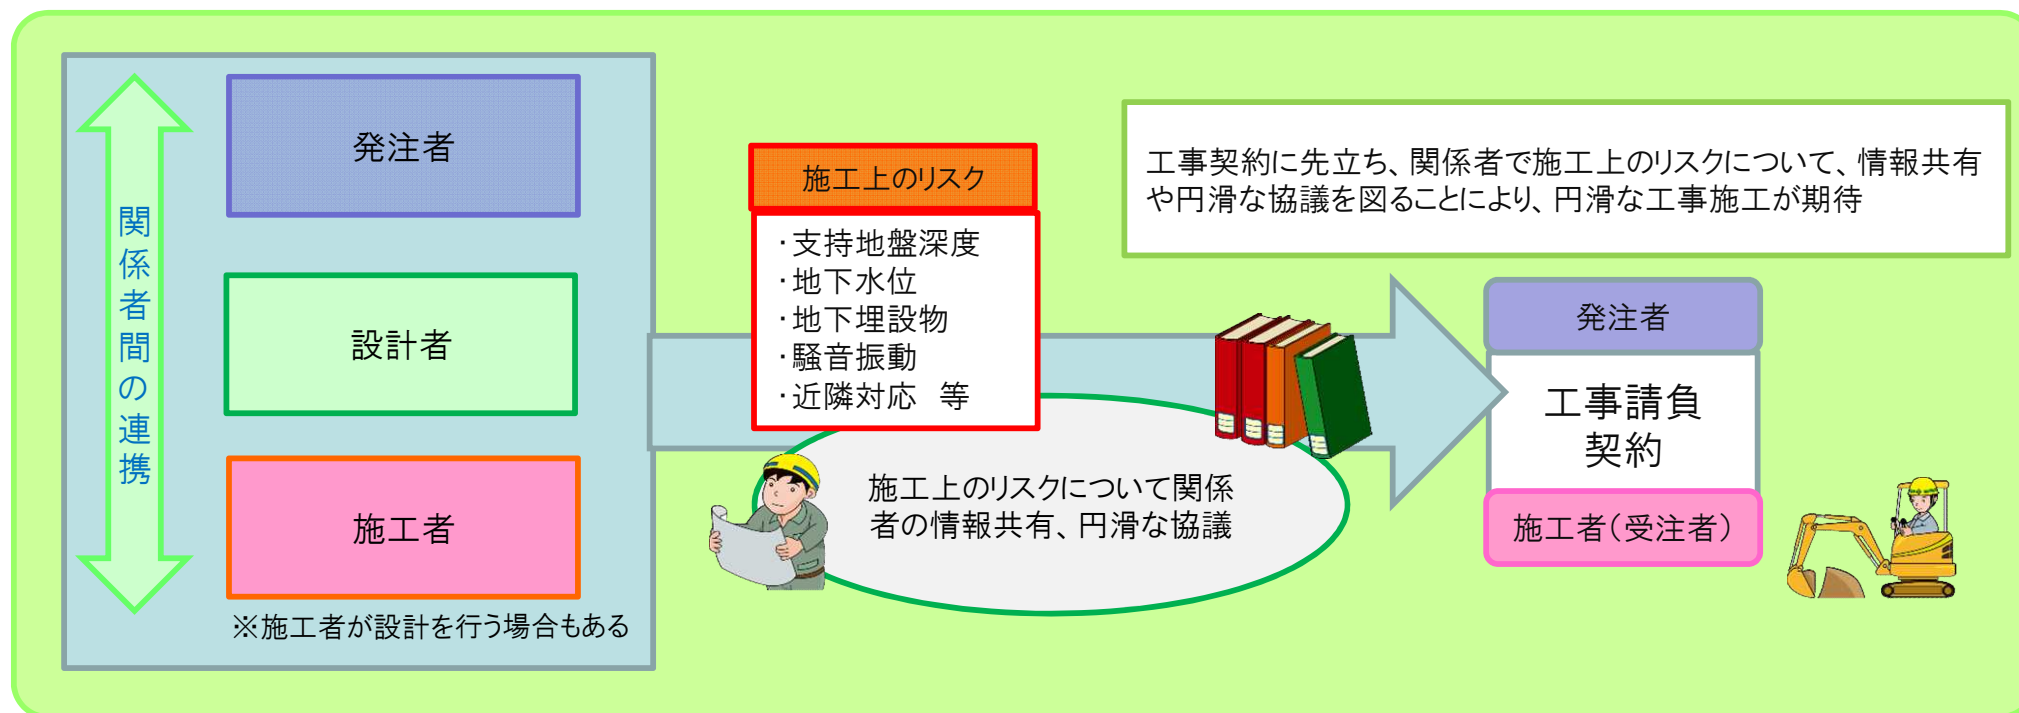 関係者間の連携
発注者
設計者
施工者
※施工者が設計を行う場合もある
施工上のリスク
・支持地盤深度
・地下水位
・地下埋設物
・騒音振動
・近隣対応　等
施工上のリスクについて関係
者の情報共有、円滑な協議
工事契約に先立ち、関係者で施工上のリスクについて、情報共有
や円滑な協議を図ることにより、円滑な工事施工が期待
発注者
工事請負
契約
施工者（受注者）